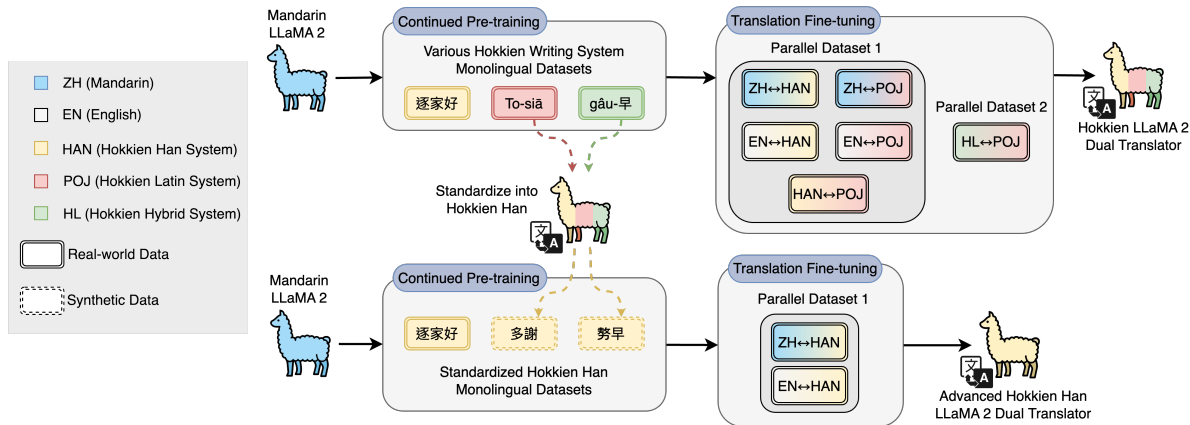 Mandarin
LLaMA 2
Continued Pre-training
Various Hokkien Writing System
Monolingual Datasets
逐家好
To-siā
gâu-早
Translation Fine-tuning
Parallel Dataset 1
ZH↔HAN
ZH↔POJ
EN↔HAN
EN↔POJ
HAN↔POJ
Parallel Dataset 2
HL↔POJ
文
A
Hokkien LLaMA 2
Dual Translator
ZH (Mandarin)
EN (English)
HAN (Hokkien Han System)
POJ (Hokkien Latin System)
HL (Hokkien Hybrid System)
Real-world Data
Synthetic Data
Standardize into
Hokkien Han
文
A
Mandarin
LLaMA 2
Continued Pre-training
逐家好
多謝
勢早
Standardized Hokkien Han
Monolingual Datasets
Translation Fine-tuning
Parallel Dataset 1
ZH↔HAN
EN↔HAN
文
A
Advanced Hokkien Han
LLaMA 2 Dual Translator